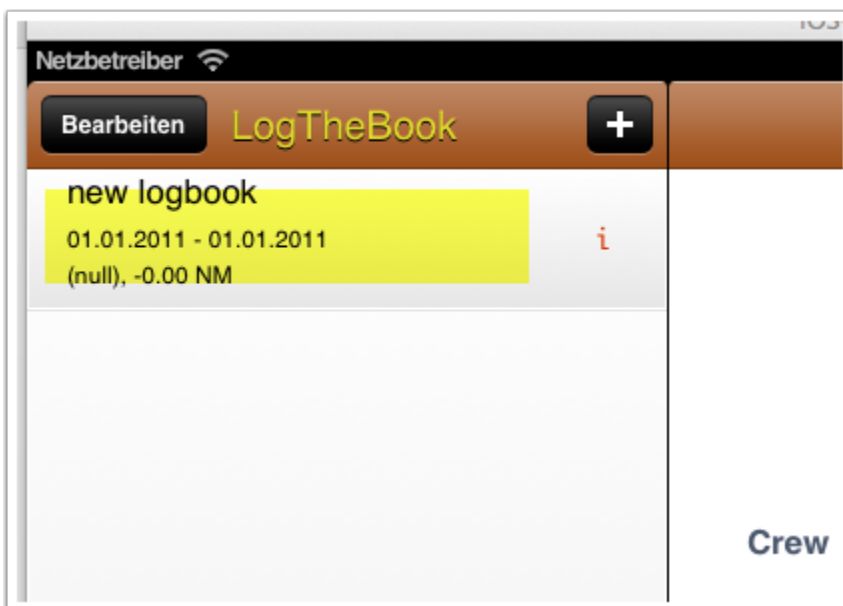 Netzbetreiber
Bearbeiten LogTheBook +
new logbook
01.01.2011 - 01.01.2011 i
(null), -0.00 NM
Crew